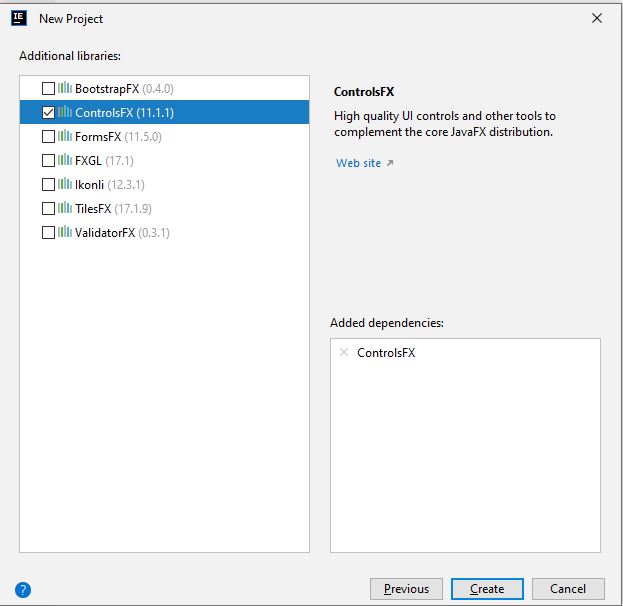 IE New Project
Additional libraries:
BootstrapFX (0.4.0)
ControlsFX (11.1.1)
FormsFX (11.5.0)
FXGL (17.1)
Ikonli (12.3.1)
TilesFX (17.1.9)
ValidatorFX (0.3.1)
ControlsFX
High quality UI controls and other tools to
complement the core JavaFX distribution.
Web site ↗
Added dependencies:
× ControlsFX
? Previous Create Cancel